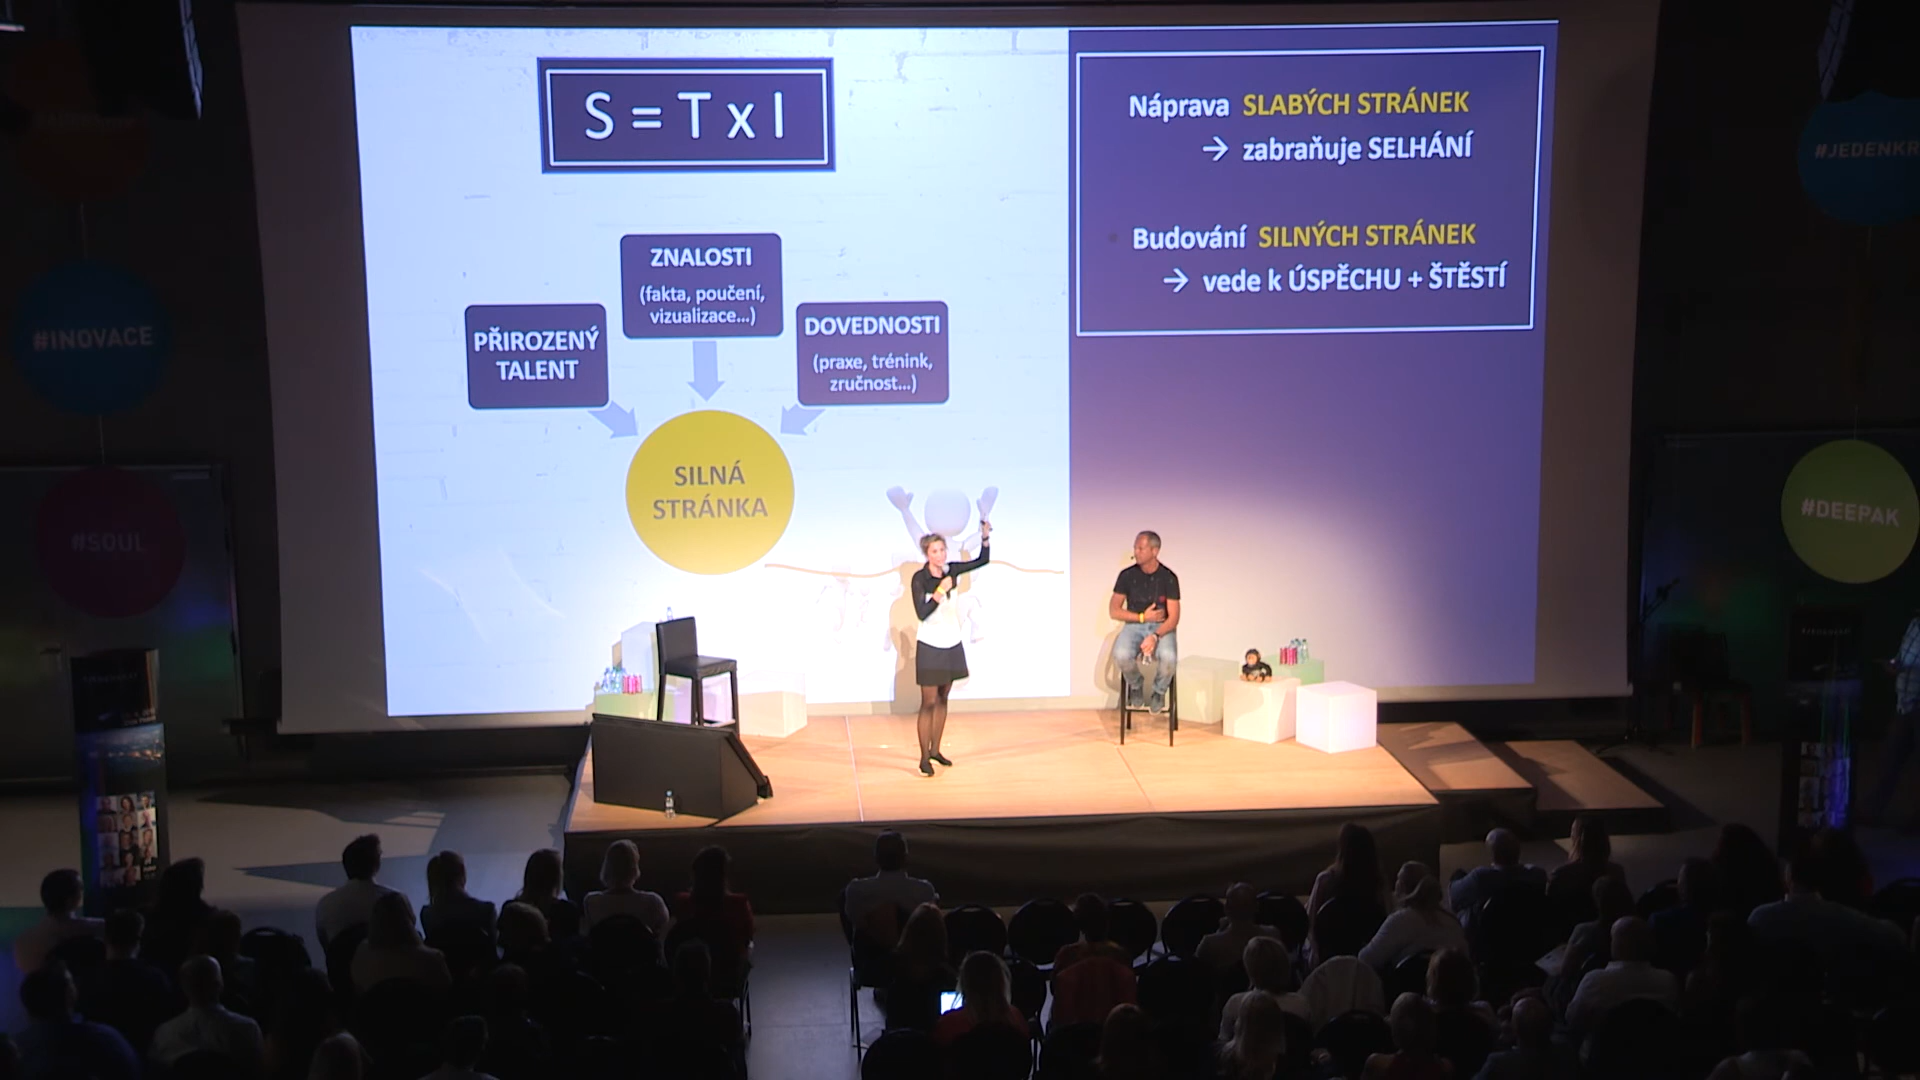 S = T x I
ZNALOSTI
(fakta, poučení,
vizualizace...)
PŘIROZENÝ
TALENT
DOVEDNOSTI
(praxe, trénink,
zručnost...)
SILNÁ
STRÁNKA
Náprava SLABÝCH STRÁNEK
→ zabraňuje SELHÁNÍ
Budování SILNÝCH STRÁNEK
→ vede k ÚSPĚCHU + ŠTĚSTÍ
#INOVACE
#SOUL
#JEDENKR
#DEEPAK